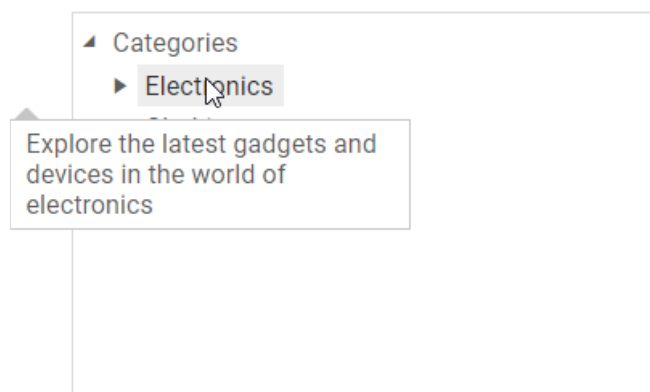 Categories
Electronics
Explore the latest gadgets and
devices in the world of
electronics